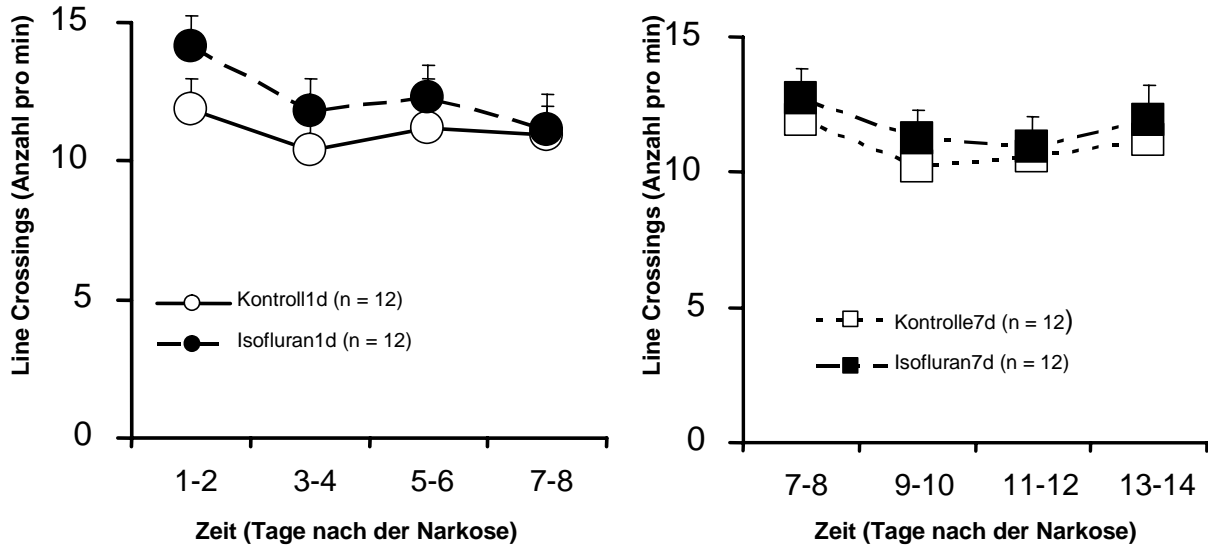 Line Crossings (Anzahl pro min)
15
10
5
0
Kontroll1d (n = 12)
Isofluran1d (n = 12)
1-2 3-4 5-6 7-8
Zeit (Tage nach der Narkose)
Line Crossings (Anzahl pro min)
15
10
5
0
Kontrolle7d (n = 12)
Isofluran7d (n = 12)
7-8 9-10 11-12 13-14
Zeit (Tage nach der Narkose)